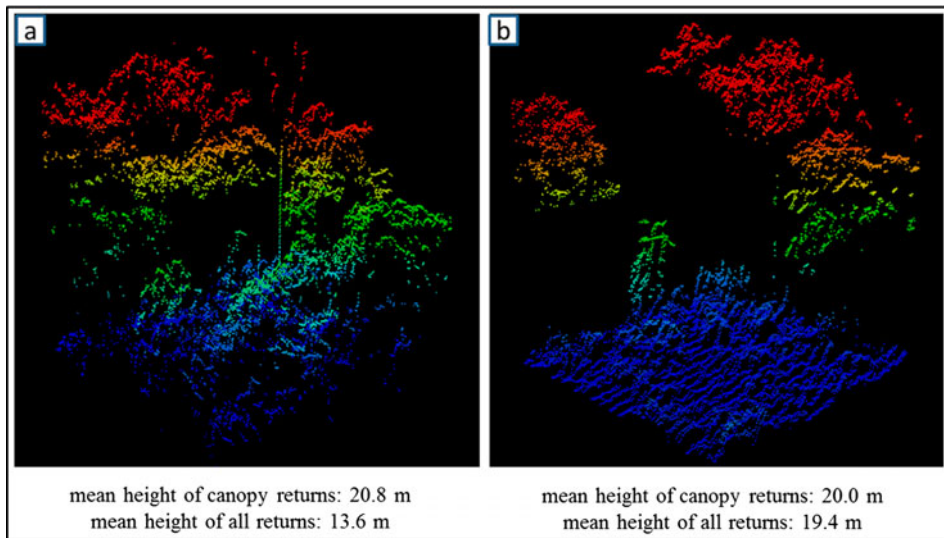 a
b
mean height of canopy returns: 20.8 m
mean height of all returns: 13.6 m
mean height of canopy returns: 20.0 m
mean height of all returns: 19.4 m